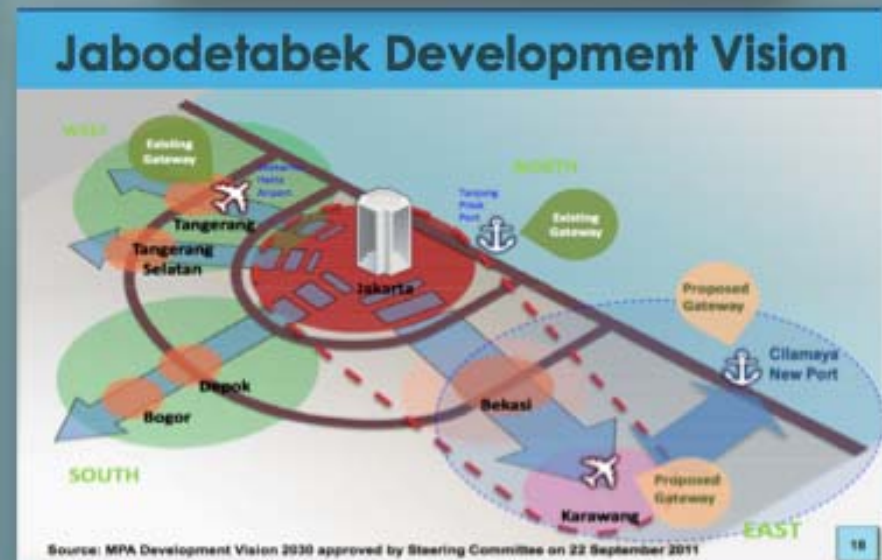 Jabodetabek Development Vision
WEST
Existing
Gateway
Airport
Tangerang
Tangerang
Selatan
NORTH
Tanjung
Priok
Port
Existing
Gateway
Jakarta
Proposed
Gateway
Cilamaya
New Port
Depok
Bogor
Bekasi
SOUTH
Karawang
Proposed
Gateway
EAST
Source: MPA Development Vision 2030 approved by Steering Committee on 22 September 2011
18